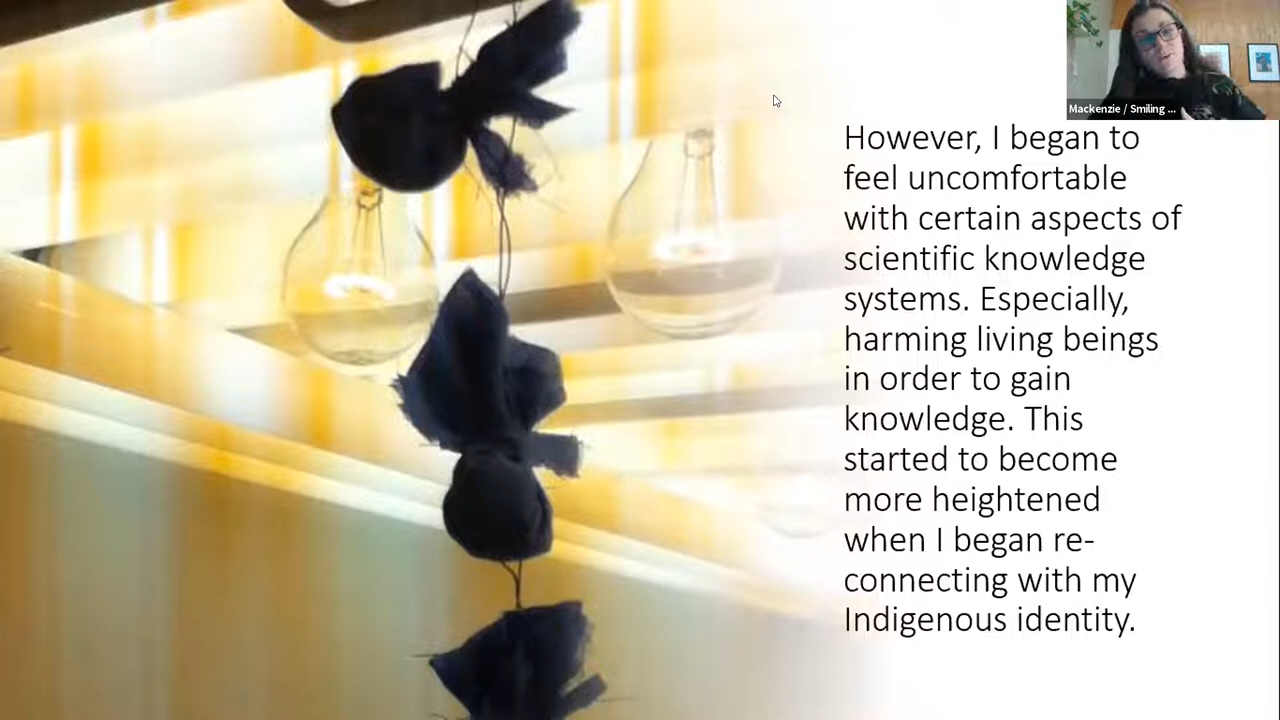 Mackenzie / Smiling ...
However, I began to
feel uncomfortable
with certain aspects of
scientific knowledge
systems. Especially,
harming living beings
in order to gain
knowledge. This
started to become
more heightened
when I began re-
connecting with my
Indigenous identity.